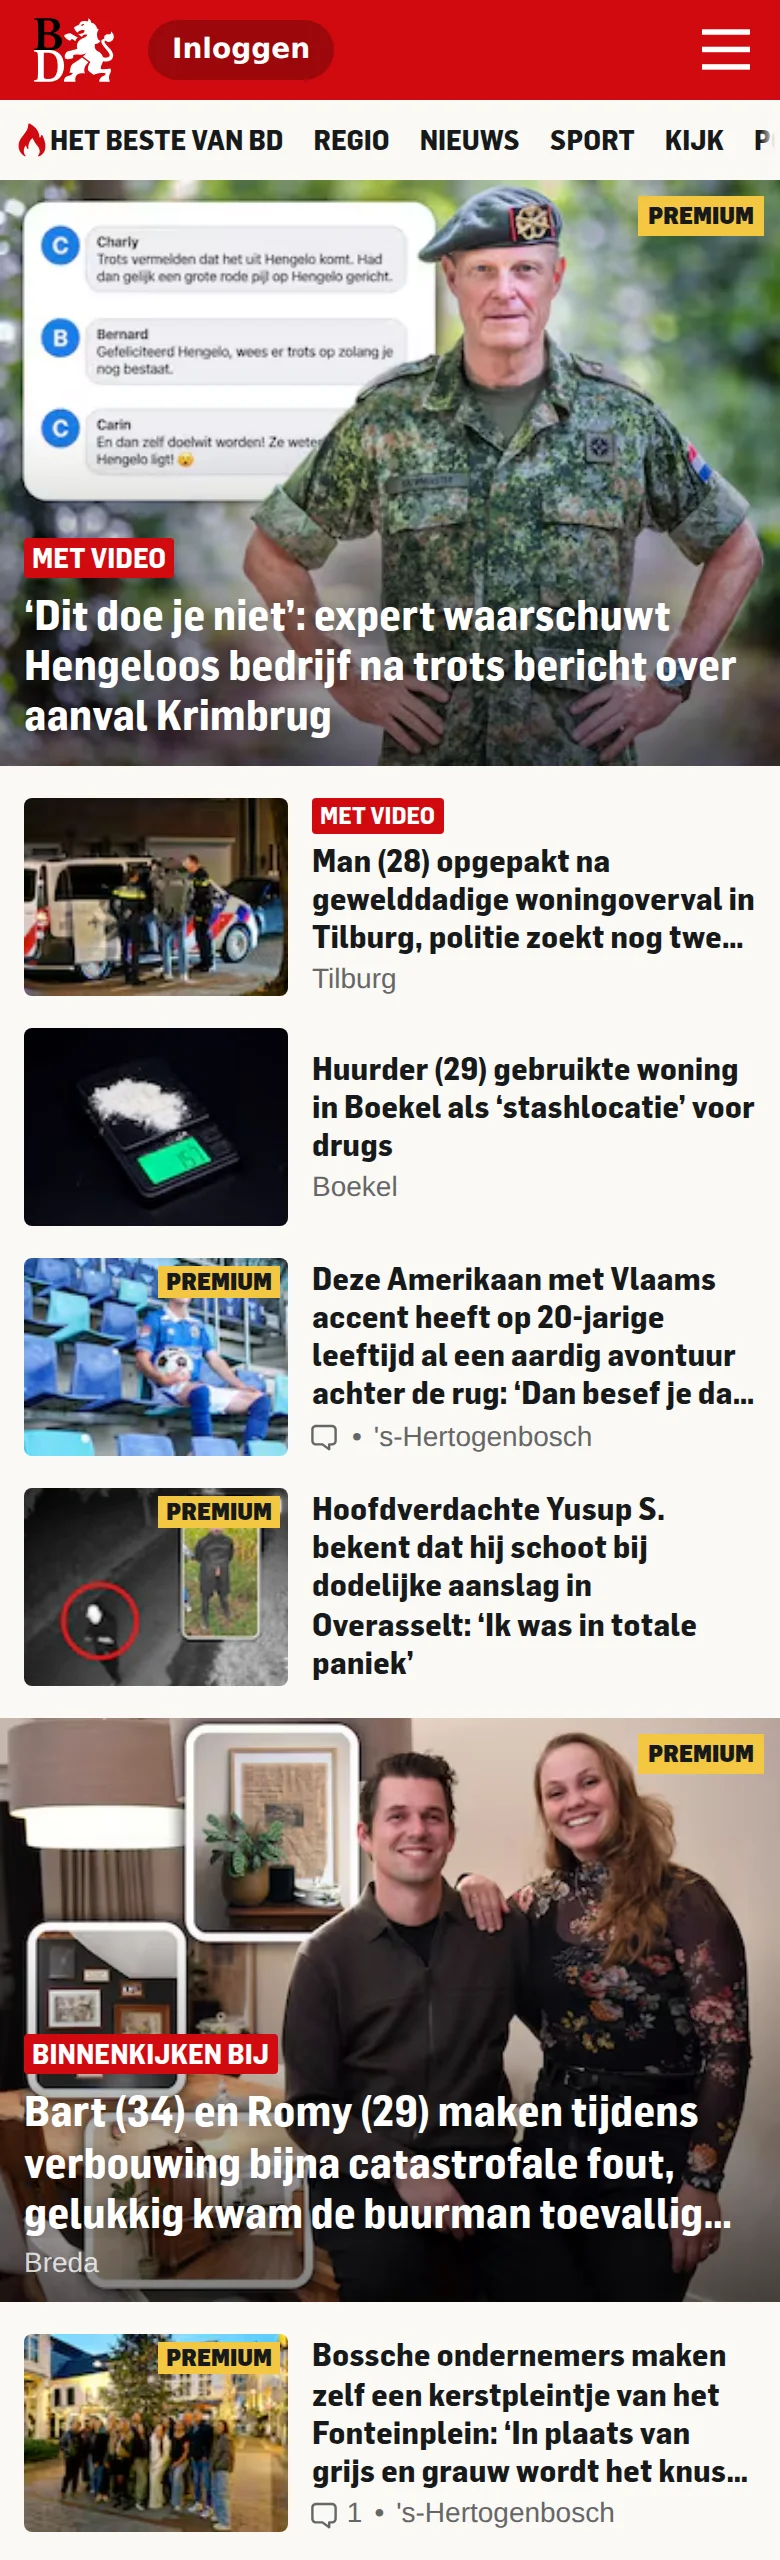 BD
Inloggen
HET BESTE VAN BD REGIO NIEUWS SPORT KIJK
PREMIUM
C
Charly
Trots vermelden dat het uit Hengelo komt. Had
dan gelijk een grote rode pijl op Hengelo gericht.
B
Bernard
Gefeliciteerd Hengelo, wees er trots op zolang je
nog bestaat.
C
Carin
En dan zelf doelwit worden! Ze weten
Hengelo ligt! 😲
MET VIDEO
‘Dit doe je niet’: expert waarschuwt
Hengeloos bedrijf na trots bericht over
aanval Krimbrug
MET VIDEO
Man (28) opgepakt na
gewelddadige woningoverval in
Tilburg, politie zoekt nog twe...
Tilburg
157
Huurder (29) gebruikte woning
in Boekel als ‘stashlocatie’ voor
drugs
Boekel
PREMIUM
Deze Amerikaan met Vlaams
accent heeft op 20-jarige
leeftijd al een aardig avontuur
achter de rug: ‘Dan besef je da...
• 's-Hertogenbosch
PREMIUM
Hoofdverdachte Yusup S.
bekent dat hij schoot bij
dodelijke aanslag in
Overasselt: ‘Ik was in totale
paniek’
PREMIUM
BINNENKIJKEN BIJ
Bart (34) en Romy (29) maken tijdens
verbouwing bijna catastrofale fout,
gelukkig kwam de buurman toevallig...
Breda
PREMIUM
Bossche ondernemers maken
zelf een kerstpleintje van het
Fonteinplein: ‘In plaats van
grijs en grauw wordt het knus...
1 • 's-Hertogenbosch